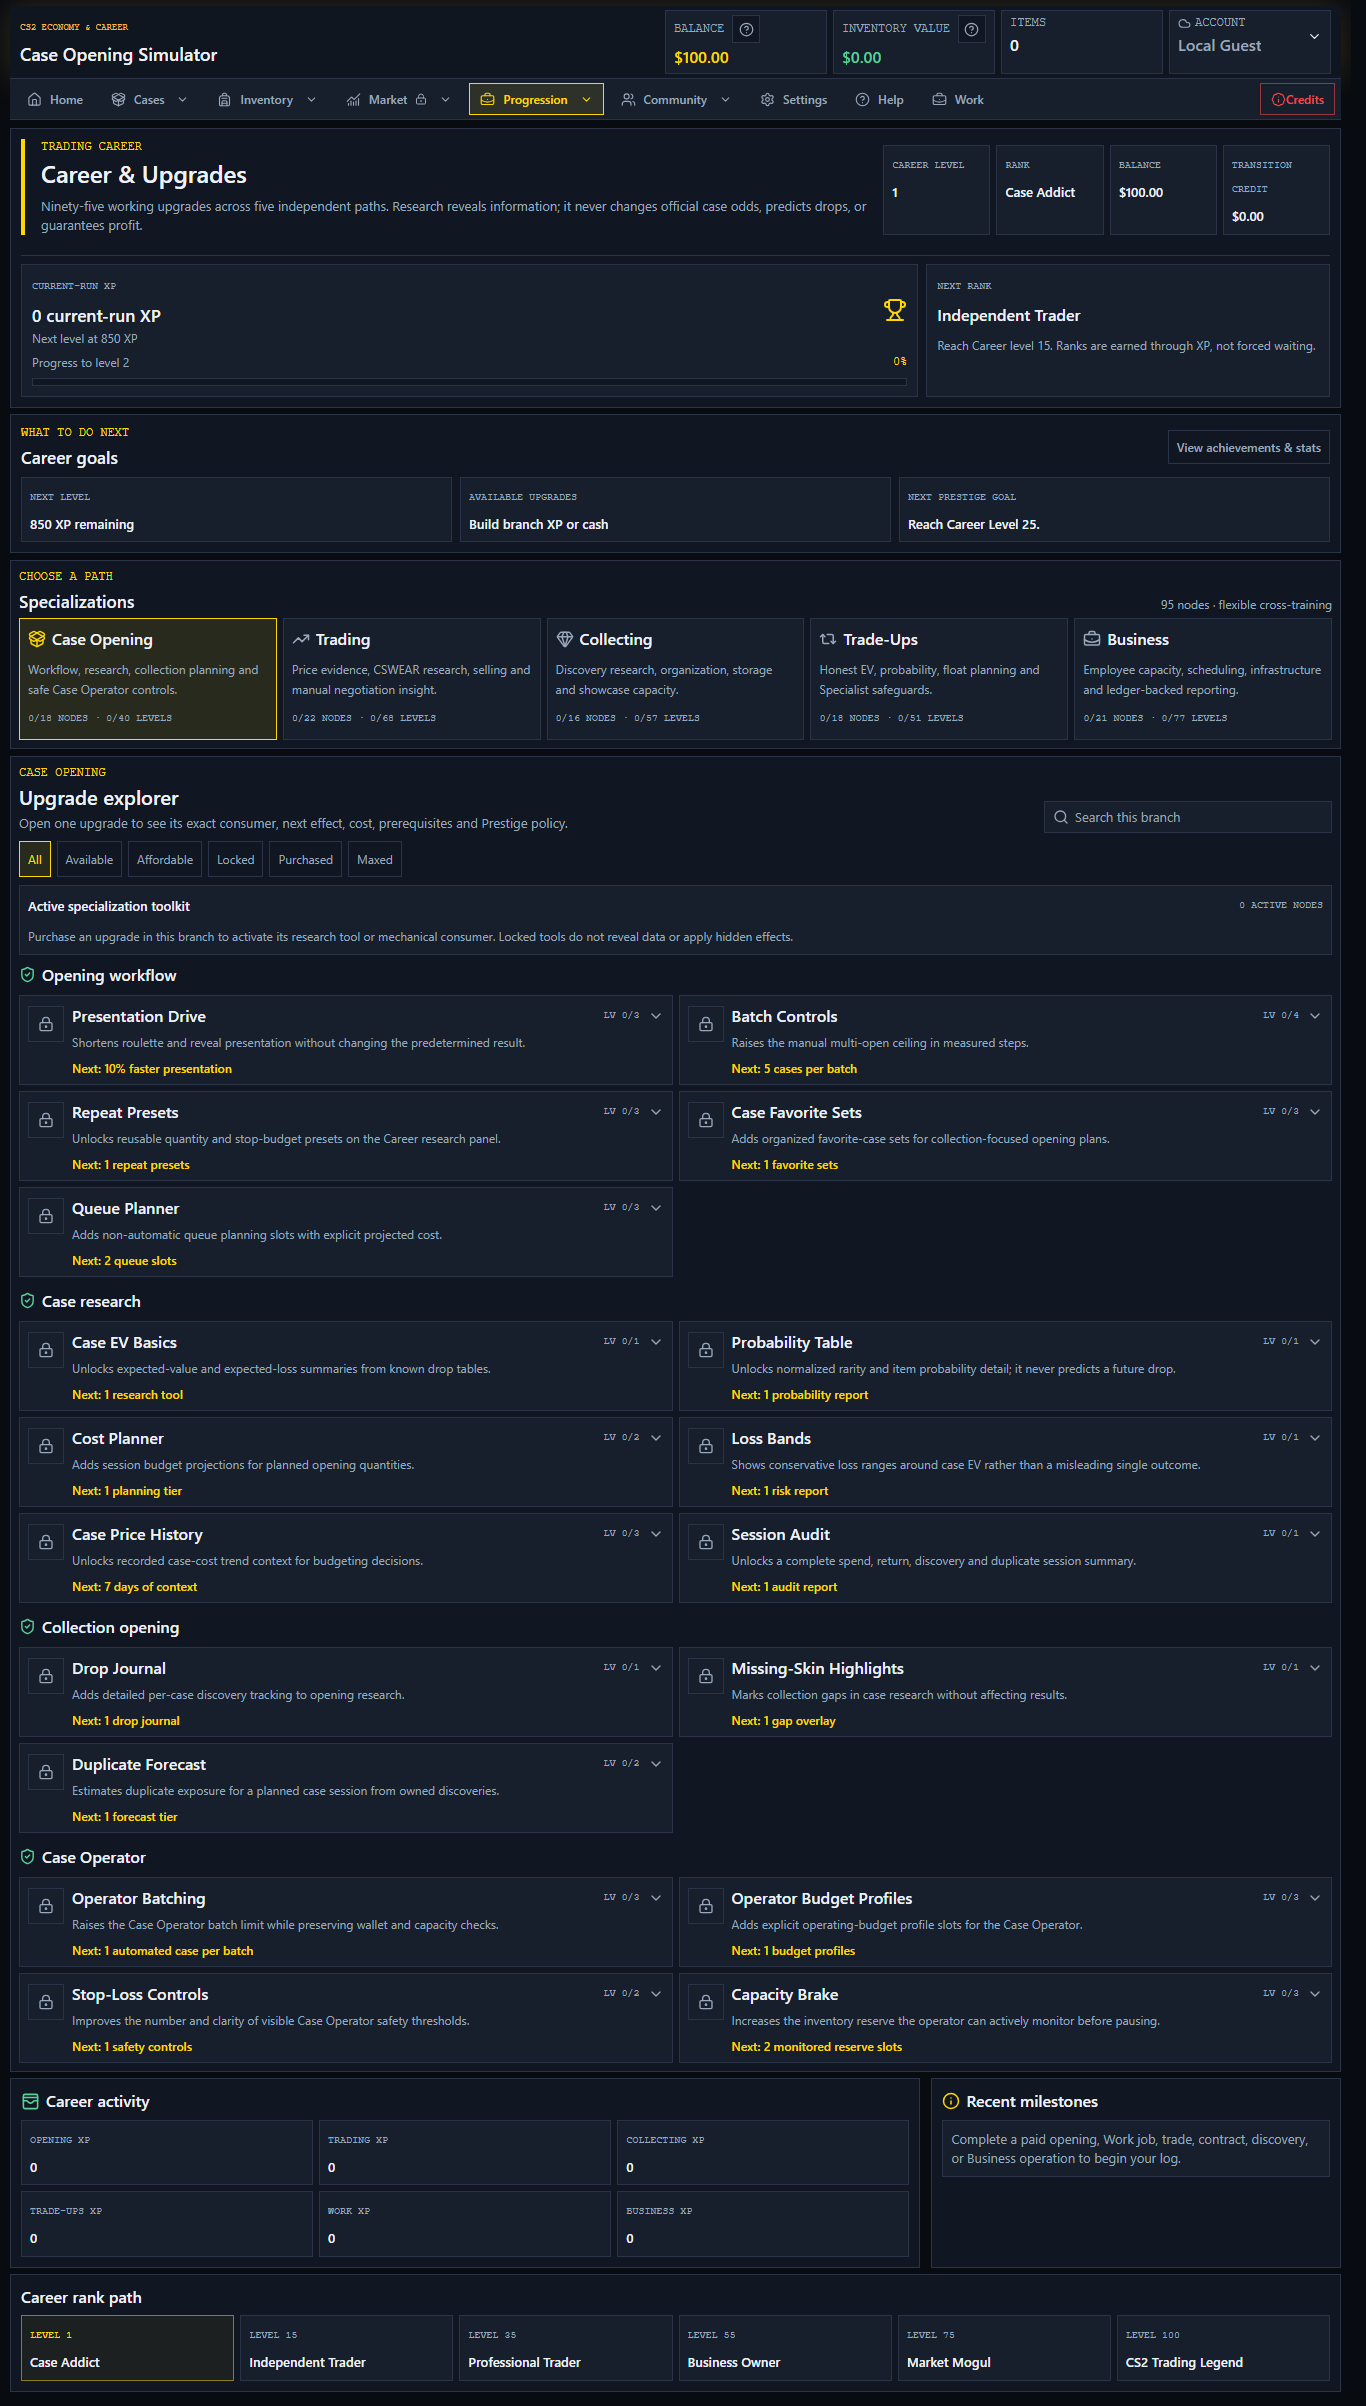 CS2 ECONOMY & CAREER
Case Opening Simulator
BALANCE
$100.00
INVENTORY VALUE
$0.00
ITEMS
0
ACCOUNT
Local Guest
Home
Cases
Inventory
Market
Progression
Community
Settings
Help
Work
Credits
TRADING CAREER
Career & Upgrades
Ninety-five working upgrades across five independent paths. Research reveals information; it never changes official case odds, predicts drops, or
guarantees profit.
CAREER LEVEL
1
RANK
Case Addict
BALANCE
$100.00
TRANSITION
CREDIT
$0.00
CURRENT-RUN XP
0 current-run XP
Next level at 850 XP
Progress to level 2
0%
NEXT RANK
Independent Trader
Reach Career level 15. Ranks are earned through XP, not forced waiting.
WHAT TO DO NEXT
Career goals
View achievements & stats
NEXT LEVEL
850 XP remaining
AVAILABLE UPGRADES
Build branch XP or cash
NEXT PRESTIGE GOAL
Reach Career Level 25.
CHOOSE A PATH
Specializations
95 nodes · flexible cross-training
Case Opening
Workflow, research, collection planning and
safe Case Operator controls.
0/18 NODES · 0/40 LEVELS
Trading
Price evidence, CSWEAR research, selling and
manual negotiation insight.
0/22 NODES · 0/68 LEVELS
Collecting
Discovery research, organization, storage
and showcase capacity.
0/16 NODES · 0/57 LEVELS
Trade-Ups
Honest EV, probability, float planning and
Specialist safeguards.
0/18 NODES · 0/51 LEVELS
Business
Employee capacity, scheduling, infrastructure
and ledger-backed reporting.
0/21 NODES · 0/77 LEVELS
CASE OPENING
Upgrade explorer
Open one upgrade to see its exact consumer, next effect, cost, prerequisites and Prestige policy.
Search this branch
All
Available
Affordable
Locked
Purchased
Maxed
Active specialization toolkit
0 ACTIVE NODES
Purchase an upgrade in this branch to activate its research tool or mechanical consumer. Locked tools do not reveal data or apply hidden effects.
Opening workflow
Presentation Drive
LV 0/3
Shortens roulette and reveal presentation without changing the predetermined result.
Next: 10% faster presentation
Batch Controls
LV 0/4
Raises the manual multi-open ceiling in measured steps.
Next: 5 cases per batch
Repeat Presets
LV 0/3
Unlocks reusable quantity and stop-budget presets on the Career research panel.
Next: 1 repeat presets
Case Favorite Sets
LV 0/3
Adds organized favorite-case sets for collection-focused opening plans.
Next: 1 favorite sets
Queue Planner
LV 0/3
Adds non-automatic queue planning slots with explicit projected cost.
Next: 2 queue slots
Case research
Case EV Basics
LV 0/1
Unlocks expected-value and expected-loss summaries from known drop tables.
Next: 1 research tool
Probability Table
LV 0/1
Unlocks normalized rarity and item probability detail; it never predicts a future drop.
Next: 1 probability report
Cost Planner
LV 0/2
Adds session budget projections for planned opening quantities.
Next: 1 planning tier
Loss Bands
LV 0/1
Shows conservative loss ranges around case EV rather than a misleading single outcome.
Next: 1 risk report
Case Price History
LV 0/3
Unlocks recorded case-cost trend context for budgeting decisions.
Next: 7 days of context
Session Audit
LV 0/1
Unlocks a complete spend, return, discovery and duplicate session summary.
Next: 1 audit report
Collection opening
Drop Journal
LV 0/1
Adds detailed per-case discovery tracking to opening research.
Next: 1 drop journal
Missing-Skin Highlights
LV 0/1
Marks collection gaps in case research without affecting results.
Next: 1 gap overlay
Duplicate Forecast
LV 0/2
Estimates duplicate exposure for a planned case session from owned discoveries.
Next: 1 forecast tier
Case Operator
Operator Batching
LV 0/3
Raises the Case Operator batch limit while preserving wallet and capacity checks.
Next: 1 automated case per batch
Operator Budget Profiles
LV 0/3
Adds explicit operating-budget profile slots for the Case Operator.
Next: 1 budget profiles
Stop-Loss Controls
LV 0/2
Improves the number and clarity of visible Case Operator safety thresholds.
Next: 1 safety controls
Capacity Brake
LV 0/3
Increases the inventory reserve the operator can actively monitor before pausing.
Next: 2 monitored reserve slots
Career activity
OPENING XP
0
TRADING XP
0
COLLECTING XP
0
TRADE-UPS XP
0
WORK XP
0
BUSINESS XP
0
Recent milestones
Complete a paid opening, Work job, trade, contract, discovery,
or Business operation to begin your log.
Career rank path
LEVEL 1
Case Addict
LEVEL 15
Independent Trader
LEVEL 35
Professional Trader
LEVEL 55
Business Owner
LEVEL 75
Market Mogul
LEVEL 100
CS2 Trading Legend